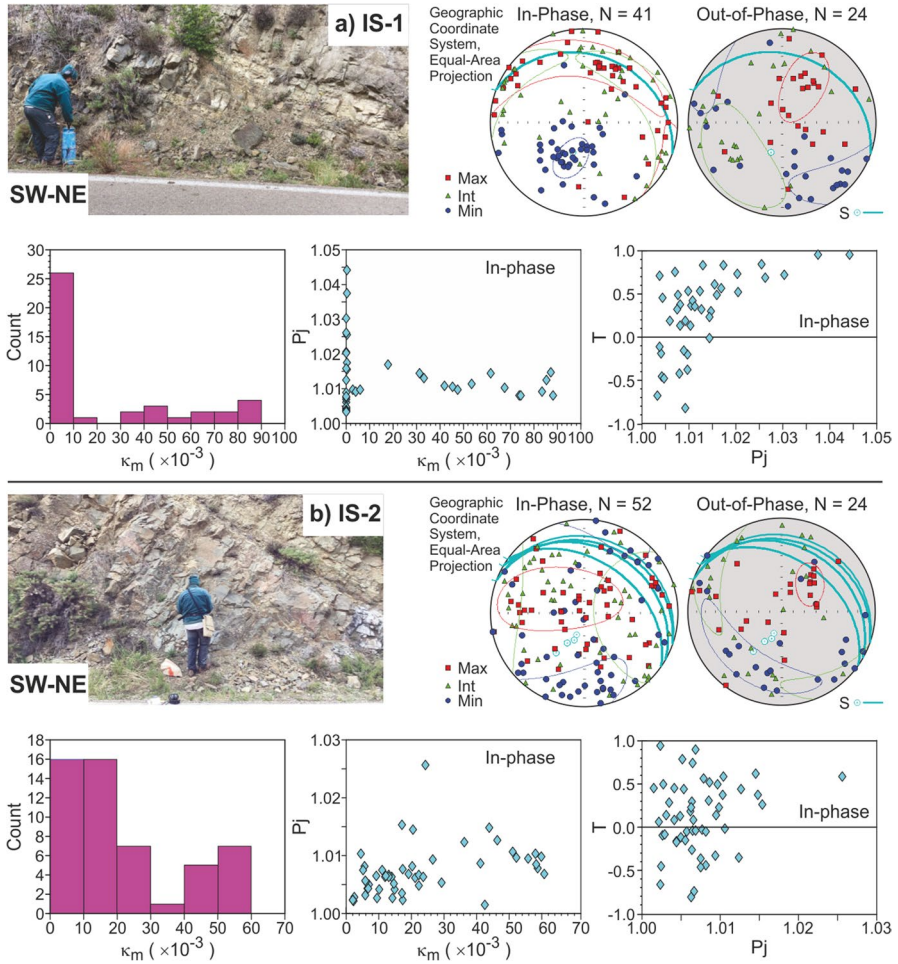 a) IS-1
SW-NE
Geographic
Coordinate
System,
Equal-Area
Projection
In-Phase, N = 41
Out-of-Phase, N = 24
Max
Int
Min
S
30
25
20
15
10
5
0
Count
0 10 20 30 40 50 60 70 80 90 100
κm ( ×10-3)
1.05
1.04
1.03
1.02
1.01
1.00
Pj
In-phase
0 10 20 30 40 50 60 70 80 90 100
κm ( ×10-3)
1.0
0.5
0.0
-0.5
-1.0
T
In-phase
1.00 1.01 1.02 1.03 1.04 1.05
Pj
b) IS-2
SW-NE
Geographic
Coordinate
System,
Equal-Area
Projection
In-Phase, N = 52
Out-of-Phase, N = 24
Max
Int
Min
S
18
16
14
12
10
8
6
4
2
0
Count
0 10 20 30 40 50 60 70
κm ( ×10-3)
1.03
1.02
1.01
1.00
Pj
In-phase
0 10 20 30 40 50 60 70
κm ( ×10-3)
1.0
0.5
0.0
-0.5
-1.0
T
In-phase
1.00 1.01 1.02 1.03
Pj